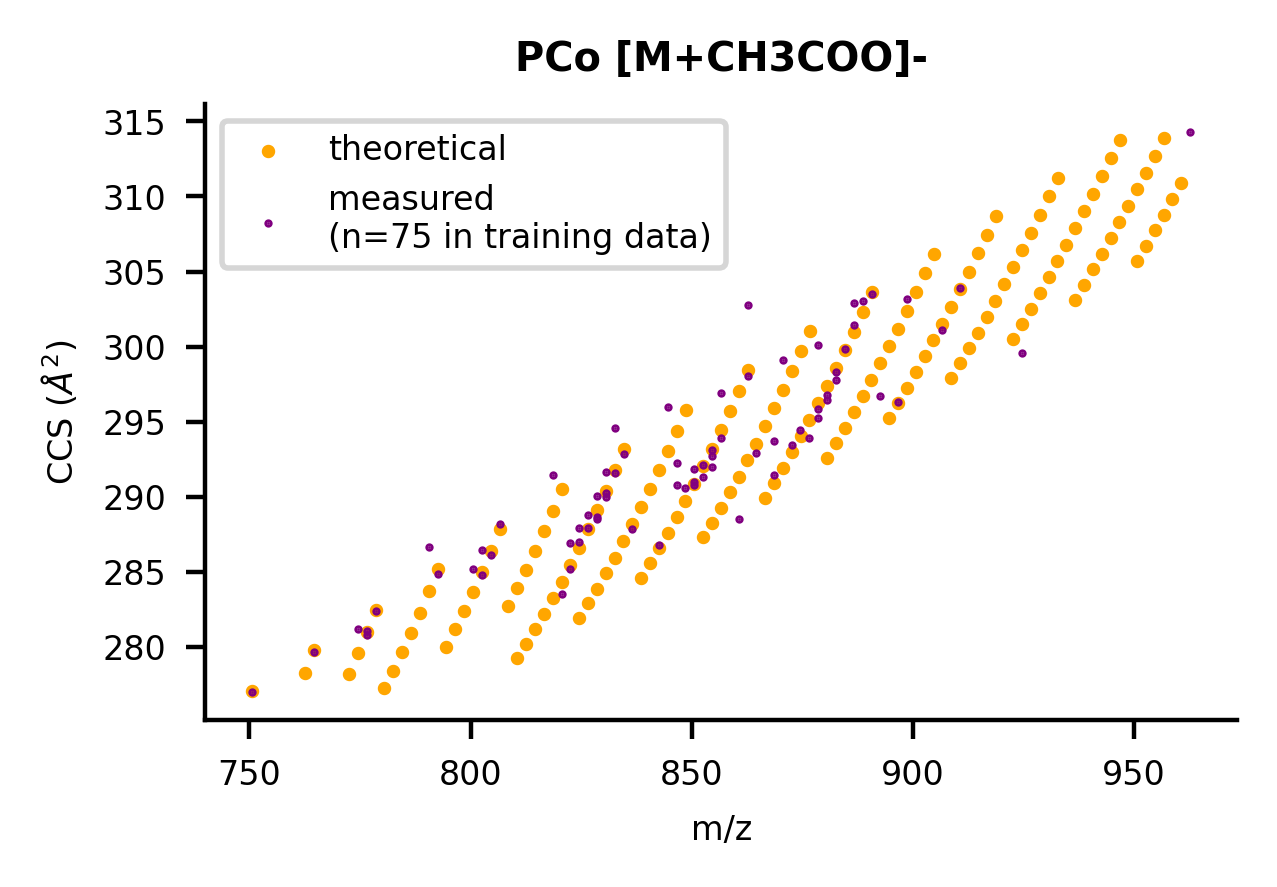 PCo [M+CH3COO]-
315
310
305
300
295
290
285
280
CCS (Å²)
theoretical
measured
(n=75 in training data)
750
800
850
900
950
m/z